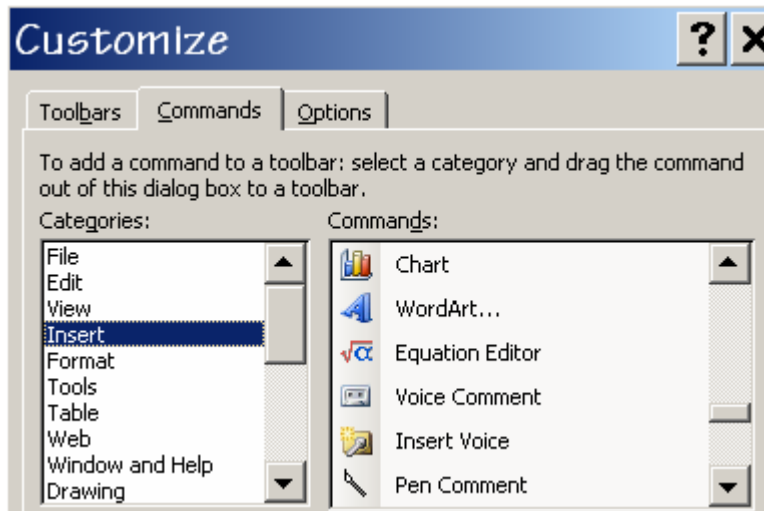 Customize
Toolbars Commands Options
To add a command to a toolbar: select a category and drag the command
out of this dialog box to a toolbar.
Categories:
File
Edit
View
Insert
Format
Tools
Table
Web
Window and Help
Drawing
Commands:
Chart
WordArt...
Equation Editor
Voice Comment
Insert Voice
Pen Comment